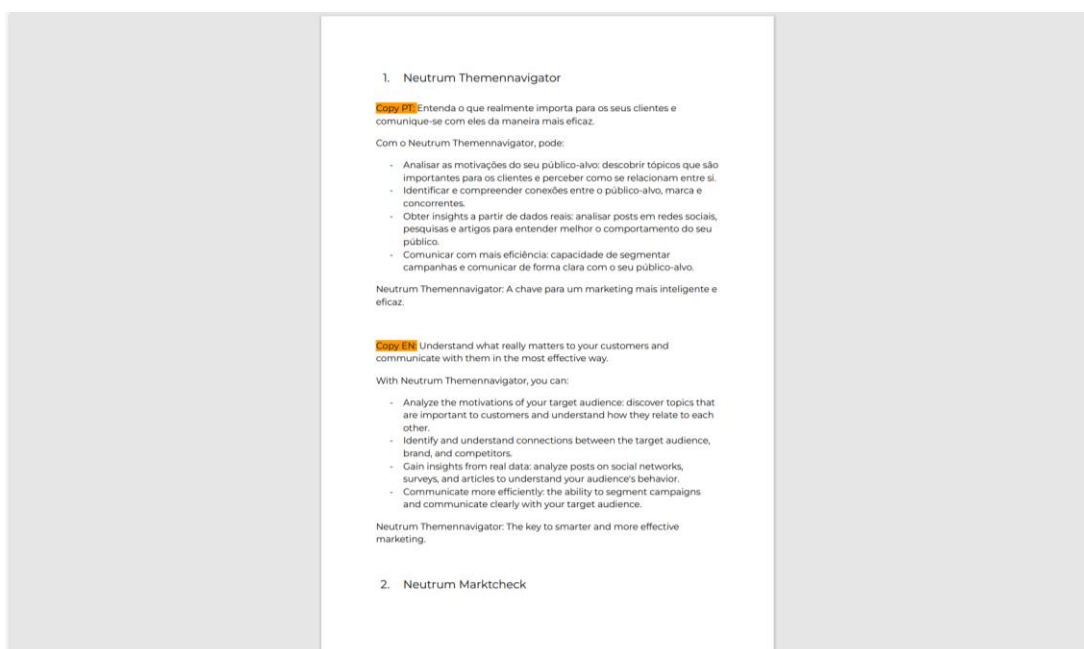 1. Neutrum Themennavigator
Copy PT: Entenda o que realmente importa para os seus clientes e
comunique-se com eles da maneira mais eficaz.
Com o Neutrum Themennavigator, pode:
- Analisar as motivações do seu público-alvo: descobrir tópicos que são
importantes para os clientes e perceber como se relacionam entre si.
- Identificar e compreender conexões entre o público-alvo, marca e
concorrentes.
- Obter insights a partir de dados reais: analisar posts em redes sociais,
pesquisas e artigos para entender melhor o comportamento do seu
público.
- Comunicar com mais eficiência: capacidade de segmentar
campanhas e comunicar de forma clara com o seu público-alvo.
Neutrum Themennavigator: A chave para um marketing mais inteligente e
eficaz.
Copy EN: Understand what really matters to your customers and
communicate with them in the most effective way.
With Neutrum Themennavigator, you can:
- Analyze the motivations of your target audience: discover topics that
are important to customers and understand how they relate to each
other.
- Identify and understand connections between the target audience,
brand, and competitors.
- Gain insights from real data: analyze posts on social networks,
surveys, and articles to understand your audience's behavior.
- Communicate more efficiently: the ability to segment campaigns
and communicate clearly with your target audience.
Neutrum Themennavigator: The key to smarter and more effective
marketing.
2. Neutrum Marktcheck